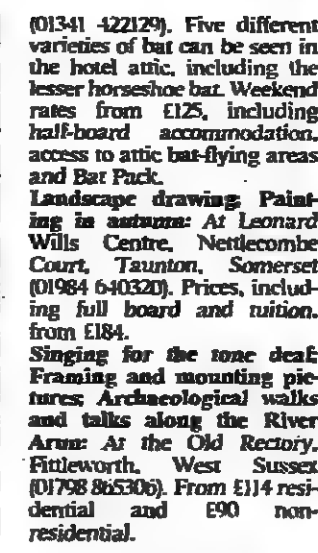 (01341 422129). Five different
varieties of bat can be seen in
the hotel attic, including the
lesser horseshoe bat. Weekend
rates from £125, including
half-board accommodation,
access to attic bat-flying areas
and Bat Pack.
Landscape drawing; Paint-
ing in autumn: At Leonard
Wills Centre, Nettlecombe
Court, Taunton, Somerset
(01984 640320). Prices, includ-
ing full board and tuition,
from £184.
Singing for the tone deaf;
Framing and mounting pic-
tures; Archaeological walks
and talks along the River
Arun: At the Old Rectory,
Fittleworth, West Sussex
(01798 865306). From £114 resi-
dential and £90 non-
residential.